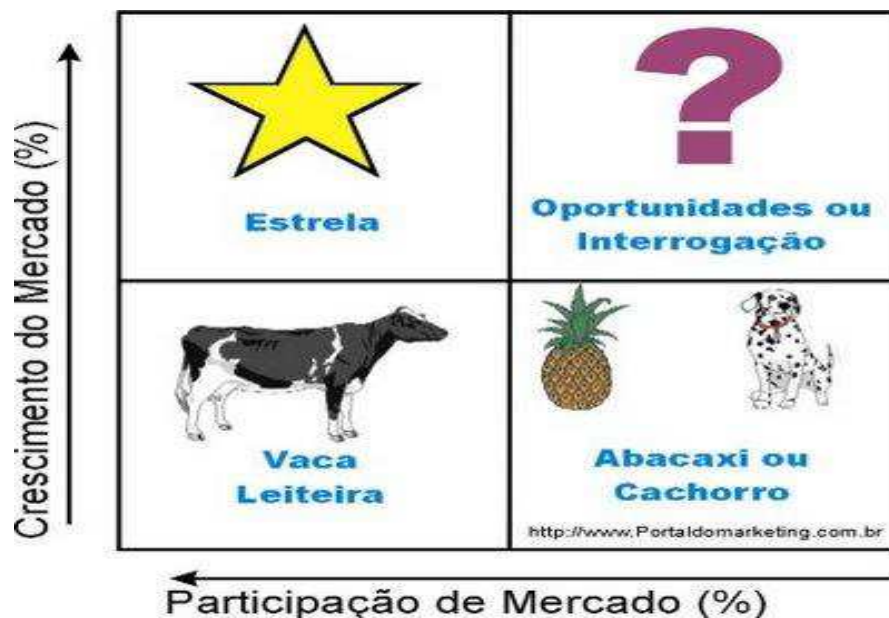 Crescimento do Mercado (%)
?
Estrela
Oportunidades ou
Interrogação
Vaca
Leiteira
Abacaxi ou
Cachorro
http://www.Portaldomarketing.com.br
Participação de Mercado (%)